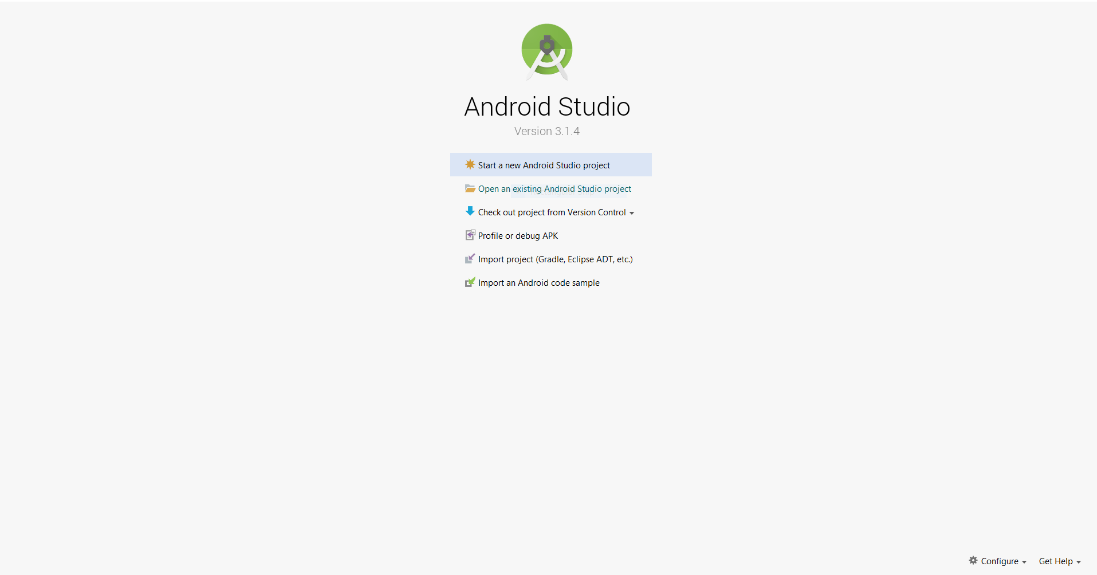 Android Studio
Version 3.1.4
Start a new Android Studio project
Open an existing Android Studio project
Check out project from Version Control
Profile or debug APK
Import project (Gradle, Eclipse ADT, etc.)
Import an Android code sample
Configure Get Help